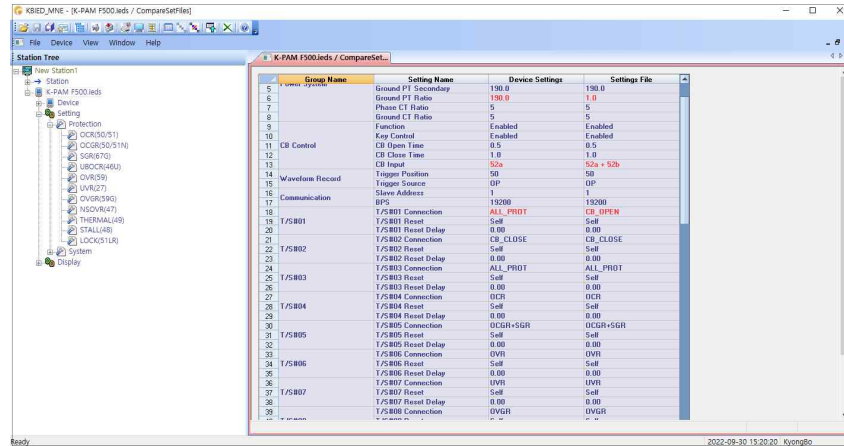 KBIED_MNE - [K-PAM F500.ieds / CompareSetFiles]
File Device View Window Help
Station Tree
New Station1
Station
K-PAM F500.ieds
Device
Setting
Protection
OCR(50/51)
OCGR(50/51N)
SGR(67G)
UBOCR(46U)
OVR(59)
UVR(27)
OVGR(59G)
NSOVR(47)
THERMAL(49)
STALL(48)
LOCK(51LR)
System
Display
K-PAM F500.ieds / CompareSet...
Group Name Setting Name Device Settings Settings File
5 Power System Ground PT Secondary 190.0 190.0
6 Ground PT Ratio 190.0 1.0
7 Phase CT Ratio 5 5
8 Ground CT Ratio 5 5
9 Function Enabled Enabled
10 Key Control Enabled Enabled
11 CB Control CB Open Time 0.5 0.5
12 CB Close Time 1.0 1.0
13 CB Input 52a 52a + 52b
14 Waveform Record Trigger Position 50 50
15 Trigger Source OP OP
16 Communication Slave Address 1 1
17 BPS 19200 19200
18 T/S#01 Connection ALL_PROT CB_OPEN
19 T/S#01 T/S#01 Reset Self Self
20 T/S#01 Reset Delay 0.00 0.00
21 T/S#02 Connection CB_CLOSE CB_CLOSE
22 T/S#02 T/S#02 Reset Self Self
23 T/S#02 Reset Delay 0.00 0.00
24 T/S#03 Connection ALL_PROT ALL_PROT
25 T/S#03 T/S#03 Reset Self Self
26 T/S#03 Reset Delay 0.00 0.00
27 T/S#04 Connection OCR OCR
28 T/S#04 T/S#04 Reset Self Self
29 T/S#04 Reset Delay 0.00 0.00
30 T/S#05 Connection OCGR+SGR OCGR+SGR
31 T/S#05 T/S#05 Reset Self Self
32 T/S#05 Reset Delay 0.00 0.00
33 T/S#06 Connection OVR OVR
34 T/S#06 T/S#06 Reset Self Self
35 T/S#06 Reset Delay 0.00 0.00
36 T/S#07 Connection UVR UVR
37 T/S#07 T/S#07 Reset Self Self
38 T/S#07 Reset Delay 0.00 0.00
39 T/S#08 Connection OVGR OVGR
Ready 2022-09-30 15:20:20 KyongBo